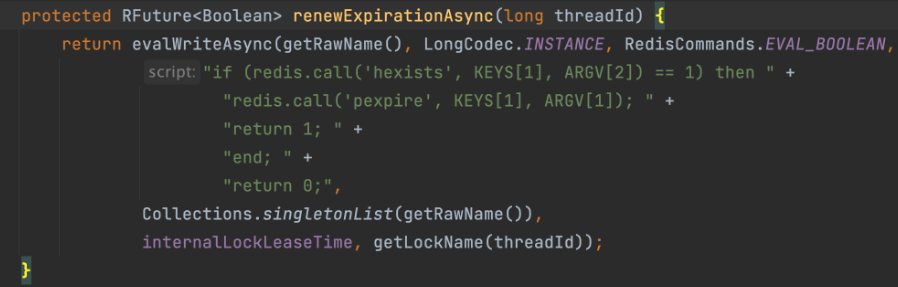 protected RFuture<Boolean> renewExpirationAsync(long threadId) {
return evalWriteAsync(getRawName(), LongCodec.INSTANCE, RedisCommands.EVAL_BOOLEAN,
script: "if (redis.call('hexists', KEYS[1], ARGV[2]) == 1) then " +
"redis.call('pexpire', KEYS[1], ARGV[1]); " +
"return 1; " +
"end; " +
"return 0;",
Collections.singletonList(getRawName()),
internalLockLeaseTime, getLockName(threadId));
}